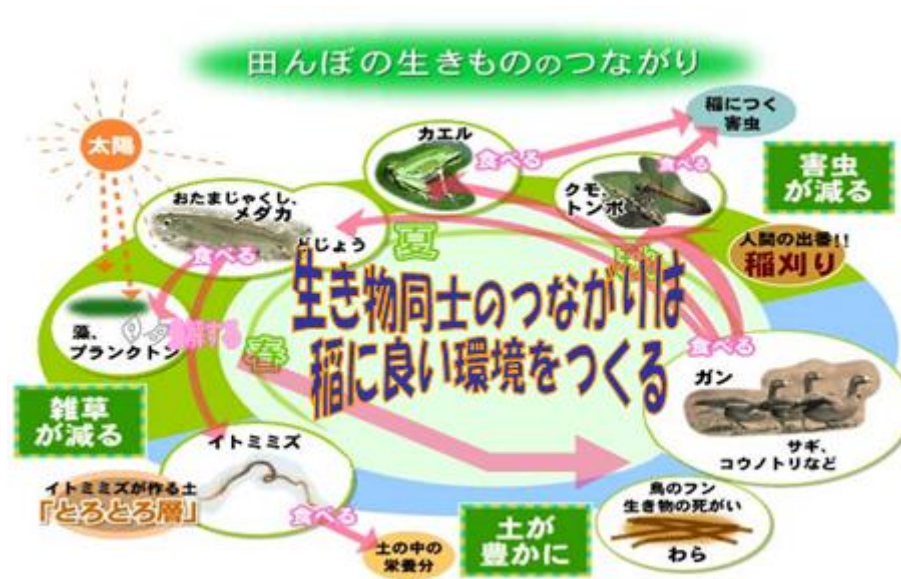 田んぼの生きもののつながり
太陽
カエル
食べる
稲につく
害虫
クモ、
トンボ
食べる
害虫
が減る
おたまじゃくし、
メダカ
どじょう
食べる
夏
人間の出番!!
稲刈り
生き物同士のつながりは
稲に良い環境をつくる
藻、
プランクトン
春
食べる
ガン
サギ、
コウノトリなど
雑草
が減る
イトミミズ
イトミミズが作る土
「とろとろ層」
食べる
土の中の
栄養分
土が
豊かに
鳥のフン
生き物の死がい
わら